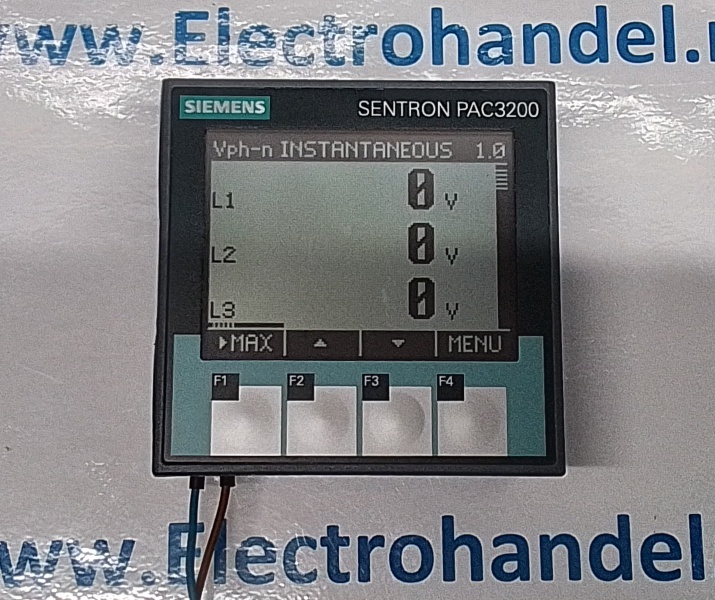 www.Electrohandel.
SIEMENS
SENTRON PAC3200
Vph-n INSTANTANEOUS 1.0
L1 0 V
L2 0 V
L3 0 V
▶MAX ▲ ▼ MENU
F1 F2 F3 F4
www.Electrohandel